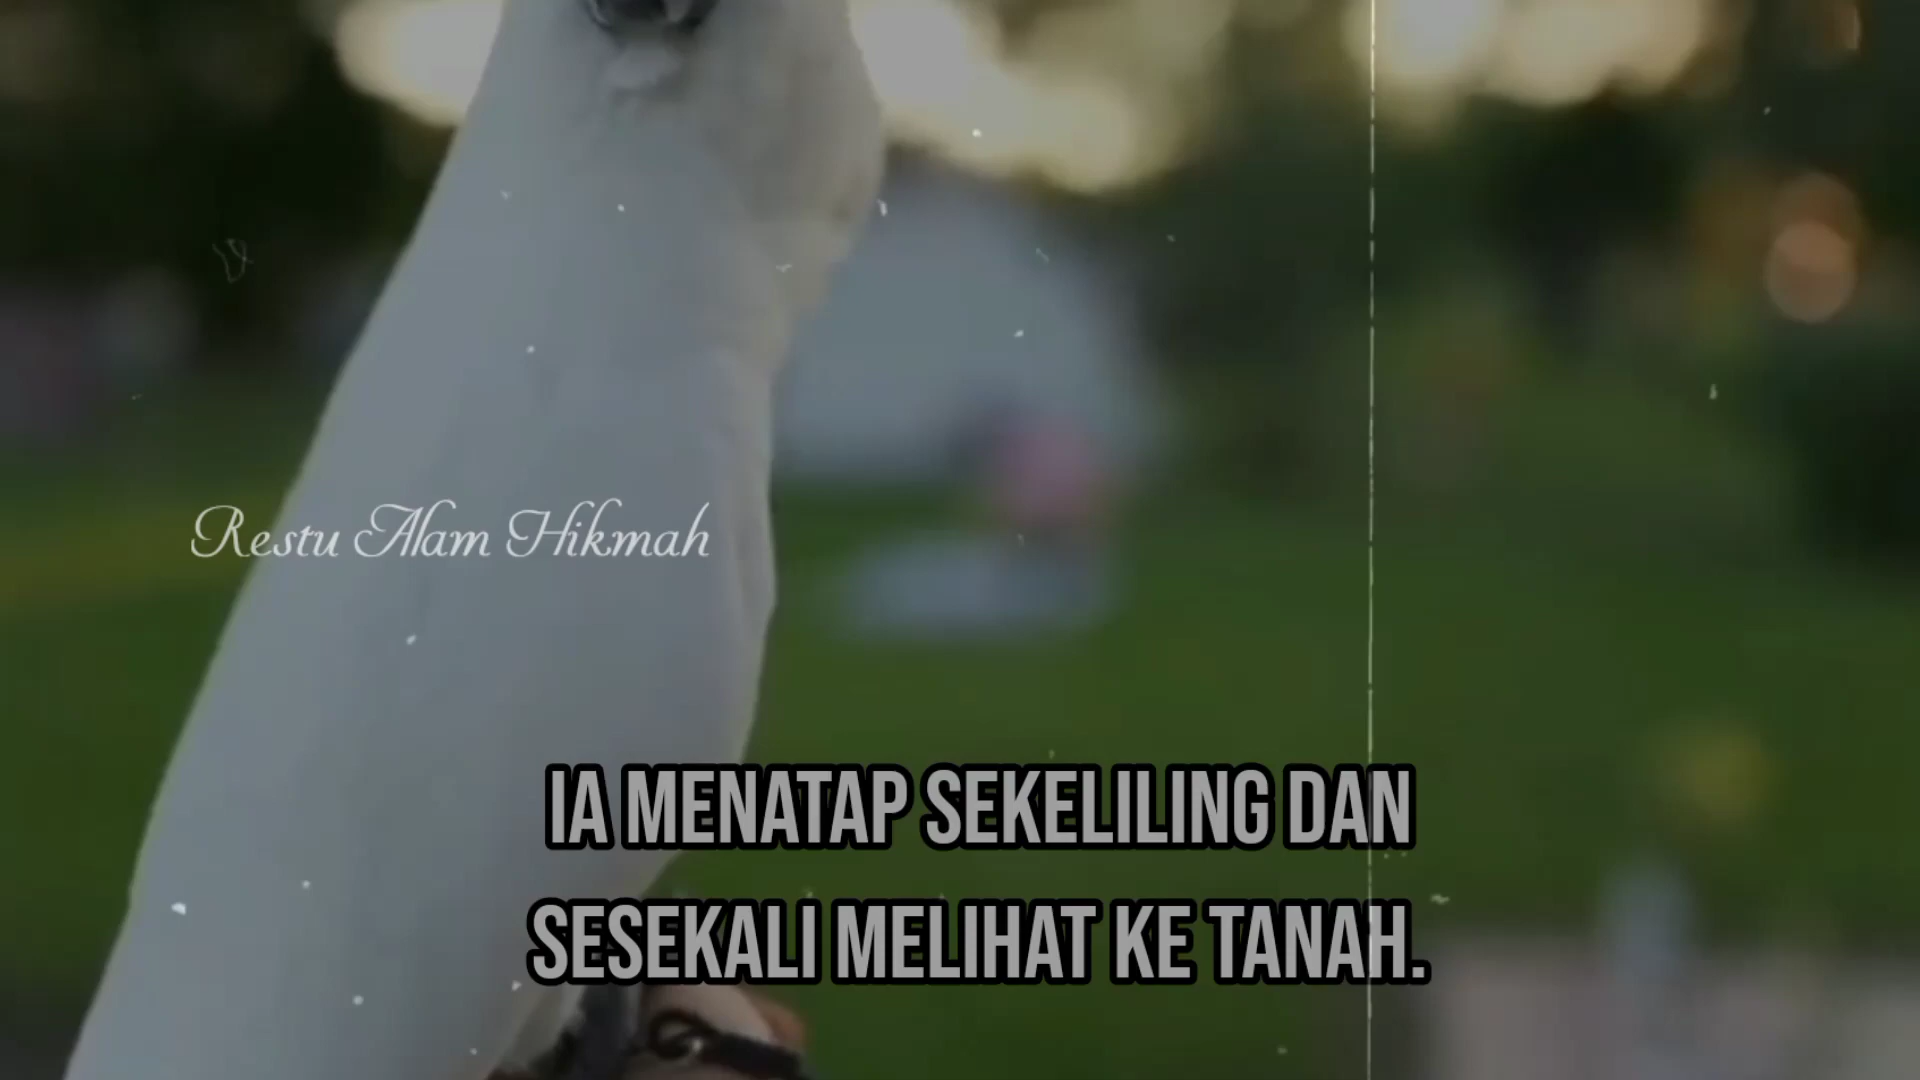 Restu Alam Hikmah
IA MENATAP SEKELILING DAN
SESEKALI MELIHAT KE TANAH.